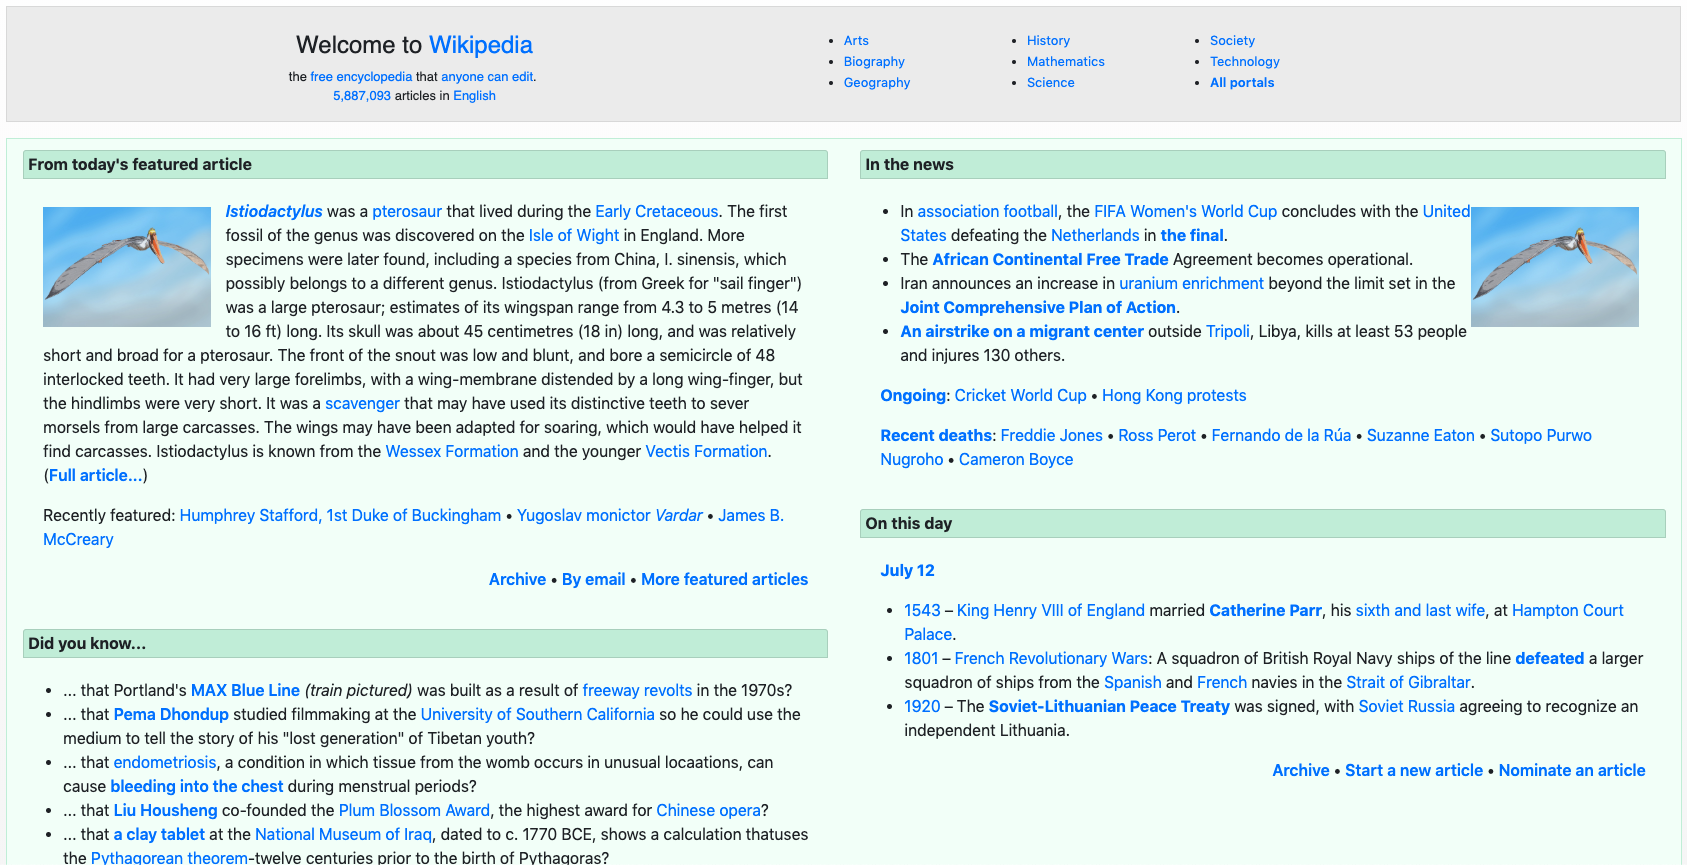 Welcome to Wikipedia
the free encyclopedia that anyone can edit.
5,887,093 articles in English
Arts
Biography
Geography
History
Mathematics
Science
Society
Technology
All portals
From today's featured article
Istiodactylus was a pterosaur that lived during the Early Cretaceous. The first
fossil of the genus was discovered on the Isle of Wight in England. More
specimens were later found, including a species from China, I. sinensis, which
possibly belongs to a different genus. Istiodactylus (from Greek for "sail finger")
was a large pterosaur; estimates of its wingspan range from 4.3 to 5 metres (14
to 16 ft) long. Its skull was about 45 centimetres (18 in) long, and was relatively
short and broad for a pterosaur. The front of the snout was low and blunt, and bore a semicircle of 48
interlocked teeth. It had very large forelimbs, with a wing-membrane distended by a long wing-finger, but
the hindlimbs were very short. It was a scavenger that may have used its distinctive teeth to sever
morsels from large carcasses. The wings may have been adapted for soaring, which would have helped it
find carcasses. Istiodactylus is known from the Wessex Formation and the younger Vectis Formation.
(Full article...)
Recently featured: Humphrey Stafford, 1st Duke of Buckingham • Yugoslav monictor Vardar • James B.
McCreary
Archive • By email • More featured articles
Did you know...
... that Portland's MAX Blue Line (train pictured) was built as a result of freeway revolts in the 1970s?
... that Pema Dhondup studied filmmaking at the University of Southern California so he could use the
medium to tell the story of his "lost generation" of Tibetan youth?
... that endometriosis, a condition in which tissue from the womb occurs in unusual locaations, can
cause bleeding into the chest during menstrual periods?
... that Liu Housheng co-founded the Plum Blossom Award, the highest award for Chinese opera?
... that a clay tablet at the National Museum of Iraq, dated to c. 1770 BCE, shows a calculation thatuses
the Pythagorean theorem-twelve centuries prior to the birth of Pythagoras?
In the news
In association football, the FIFA Women's World Cup concludes with the United
States defeating the Netherlands in the final.
The African Continental Free Trade Agreement becomes operational.
Iran announces an increase in uranium enrichment beyond the limit set in the
Joint Comprehensive Plan of Action.
An airstrike on a migrant center outside Tripoli, Libya, kills at least 53 people
and injures 130 others.
Ongoing: Cricket World Cup • Hong Kong protests
Recent deaths: Freddie Jones • Ross Perot • Fernando de la Rúa • Suzanne Eaton • Sutopo Purwo
Nugroho • Cameron Boyce
On this day
July 12
1543 – King Henry VIII of England married Catherine Parr, his sixth and last wife, at Hampton Court
Palace.
1801 – French Revolutionary Wars: A squadron of British Royal Navy ships of the line defeated a larger
squadron of ships from the Spanish and French navies in the Strait of Gibraltar.
1920 – The Soviet-Lithuanian Peace Treaty was signed, with Soviet Russia agreeing to recognize an
independent Lithuania.
Archive • Start a new article • Nominate an article